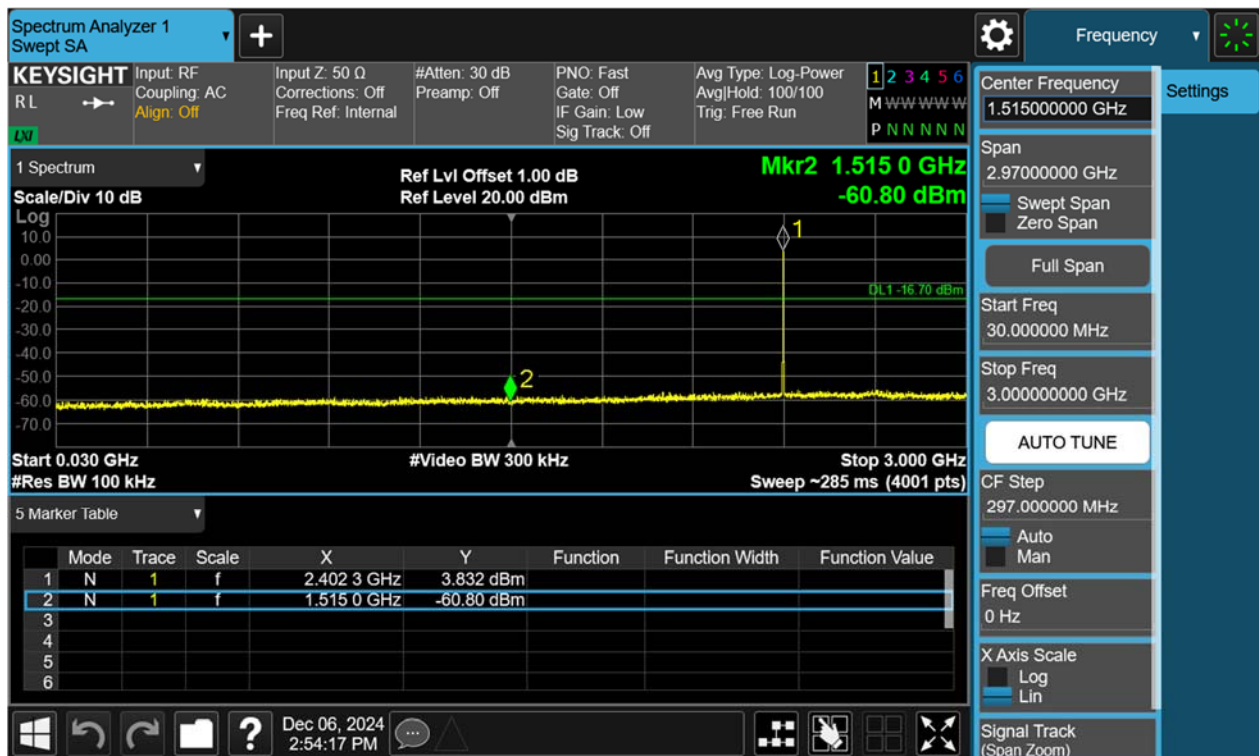 Spectrum Analyzer 1
Swept SA
+
Frequency
KEYSIGHT
RL
LXI
Input: RF
Coupling: AC
Align: Off
Input Z: 50 Ω
Corrections: Off
Freq Ref: Internal
#Atten: 30 dB
Preamp: Off
PNO: Fast
Gate: Off
IF Gain: Low
Sig Track: Off
Avg Type: Log-Power
Avg|Hold: 100/100
Trig: Free Run
1 2 3 4 5 6
M W W W W W
P N N N N N
1 Spectrum
Scale/Div 10 dB
Ref Lvl Offset 1.00 dB
Ref Level 20.00 dBm
Mkr2 1.515 0 GHz
-60.80 dBm
Log
10.0
0.00
-10.0
-20.0
-30.0
-40.0
-50.0
-60.0
-70.0
1
DL1 -16.70 dBm
2
Start 0.030 GHz
#Video BW 300 kHz
Stop 3.000 GHz
#Res BW 100 kHz
Sweep ~285 ms (4001 pts)
5 Marker Table
Mode Trace Scale X Y Function Function Width Function Value
1 N 1 f 2.402 3 GHz 3.832 dBm
2 N 1 f 1.515 0 GHz -60.80 dBm
3
4
5
6
?
Dec 06, 2024
2:54:17 PM
Center Frequency
1.515000000 GHz
Settings
Span
2.97000000 GHz
Swept Span
Zero Span
Full Span
Start Freq
30.000000 MHz
Stop Freq
3.000000000 GHz
AUTO TUNE
CF Step
297.000000 MHz
Auto
Man
Freq Offset
0 Hz
X Axis Scale
Log
Lin
Signal Track
(Span Zoom)